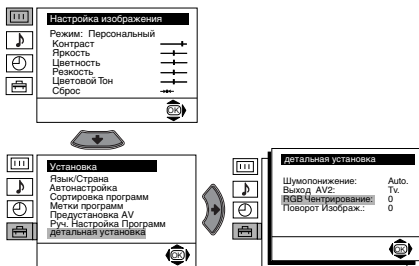 Настройка изображения
Режим: Персональный
Контраст
Яркость
Цветность
Резкость
Цветовой Тон
Сброс
OK
Установка
Язык/Страна
Автонастройка
Сортировка программ
Метки программ
Предустановка AV
Руч. Настройка Программ
детальная установка
OK
детальная установка
Шумопонижение: Auto.
Выход AV2: Tv.
RGB Чентрирование: 0
Поворот Изображ.: 0
OK